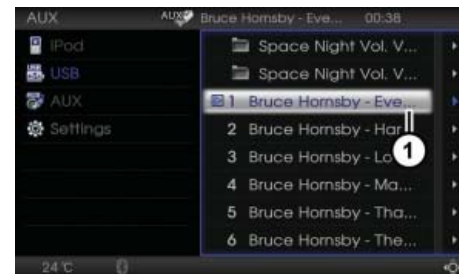 AUX AUX Bruce Hornsby - Eve... 00:38
iPod
USB
AUX
Settings
Space Night Vol. V...
Space Night Vol. V...
1 Bruce Hornsby - Eve...
2 Bruce Hornsby - Har
3 Bruce Hornsby - Lo
1
4 Bruce Hornsby - Ma...
5 Bruce Hornsby - Tha...
6 Bruce Hornsby - The...
24°C